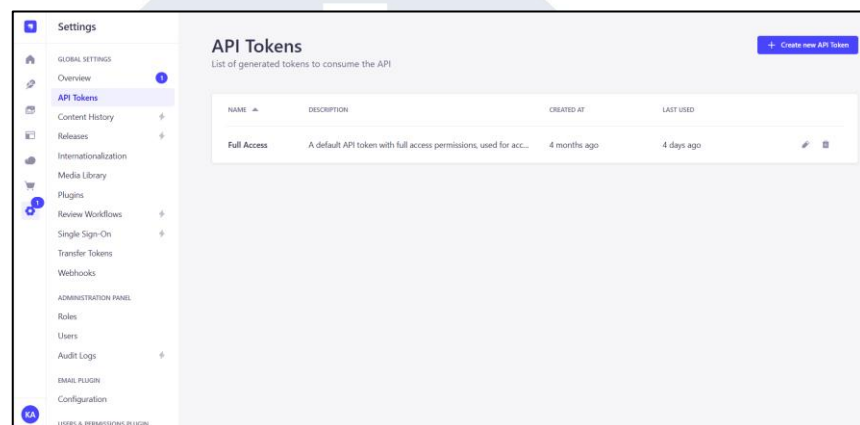 Settings
GLOBAL SETTINGS
Overview 1
API Tokens
Content History
Releases
Internationalization
Media Library
Plugins
Review Workflows
Single Sign-On
Transfer Tokens
Webhooks
ADMINISTRATION PANEL
Roles
Users
Audit Logs
EMAIL PLUGIN
Configuration
USERS & PERMISSIONS PLUGIN
1
KA
API Tokens
List of generated tokens to consume the API
+ Create new API Token
NAME DESCRIPTION CREATED AT LAST USED
Full Access A default API token with full access permissions, used for acc... 4 months ago 4 days ago